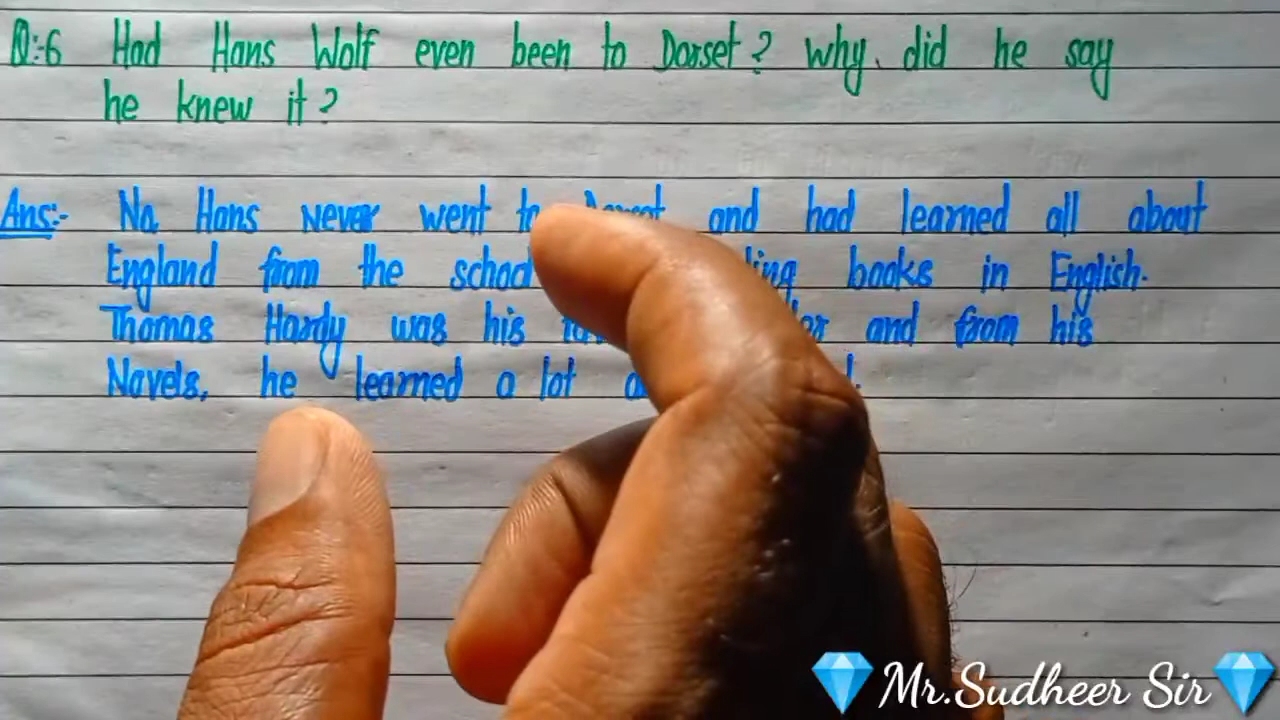 Q:-6 Had Hans Wolf even been to Dorset? Why did he say
he knew it?
Ans:- No, Hans Never went to Dorset and had learned all about
England from the school books in English.
Thomas Hardy was his and from his
Novels, he learned a lot
Mr.Sudheer Sir